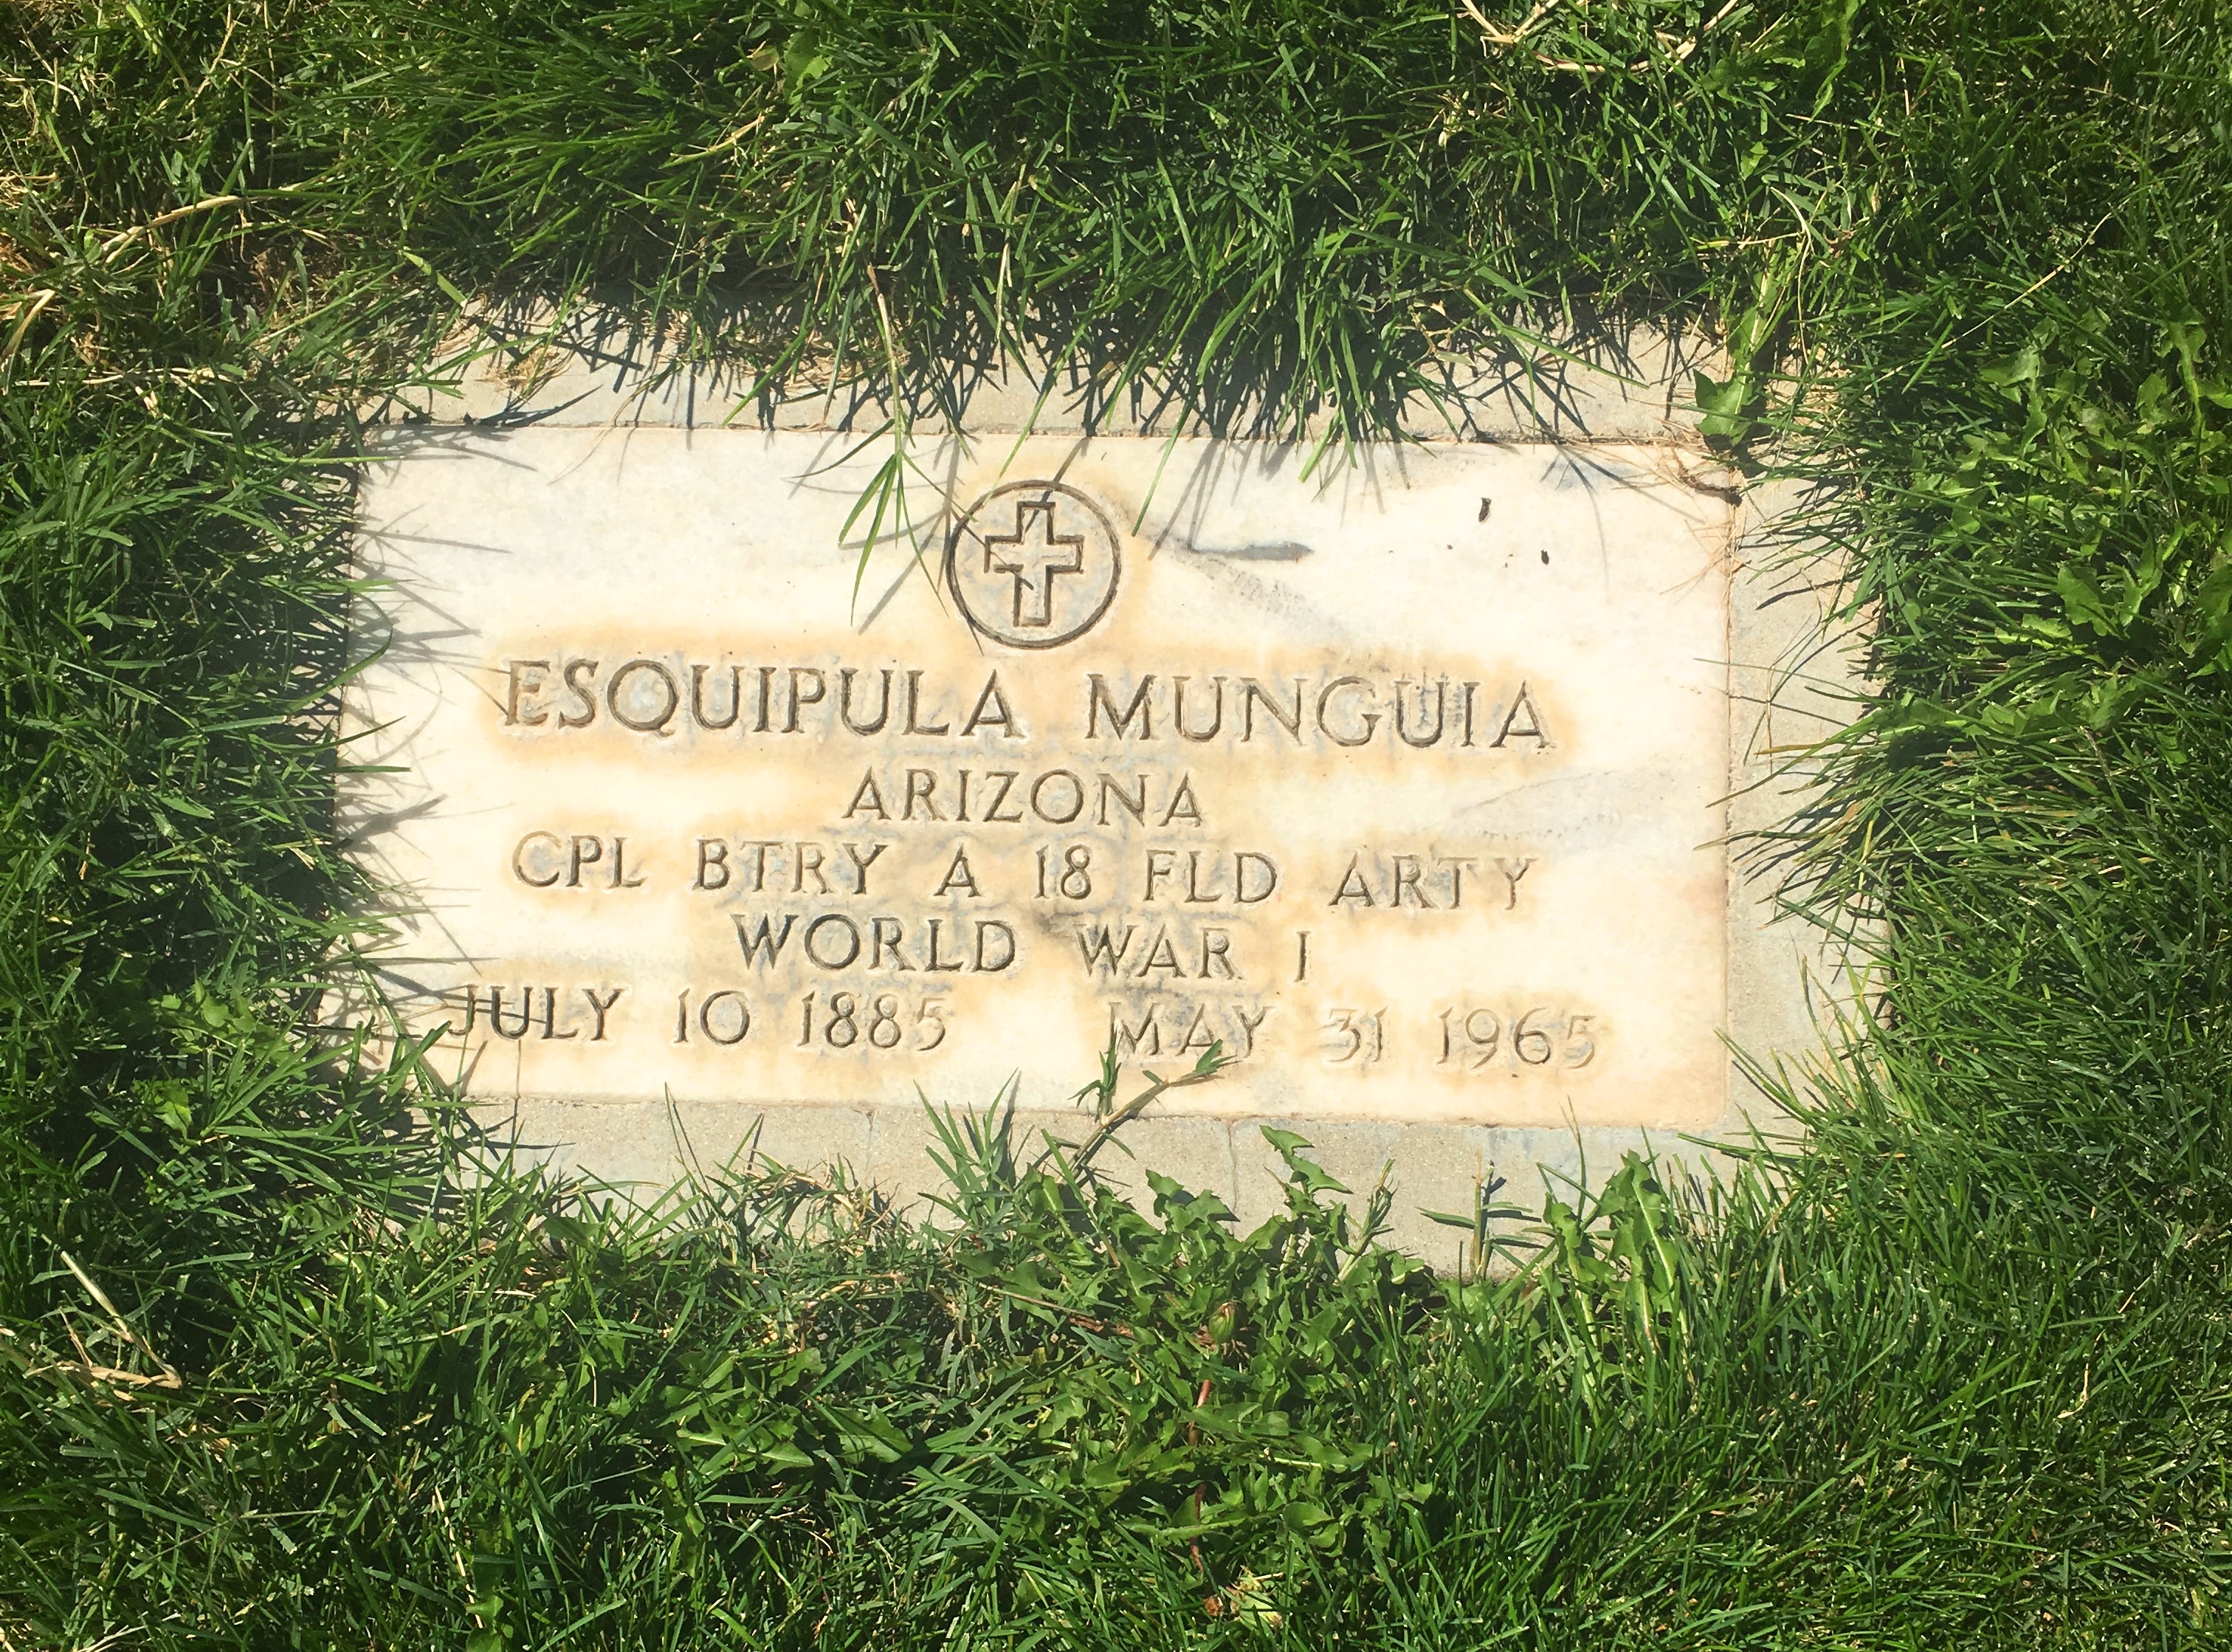 ESQUIPULA MUNGUIA
ARIZONA
CPL BTRY A 18 FLD ARTY
WORLD WAR I
JULY 10 1885 MAY 31 1965